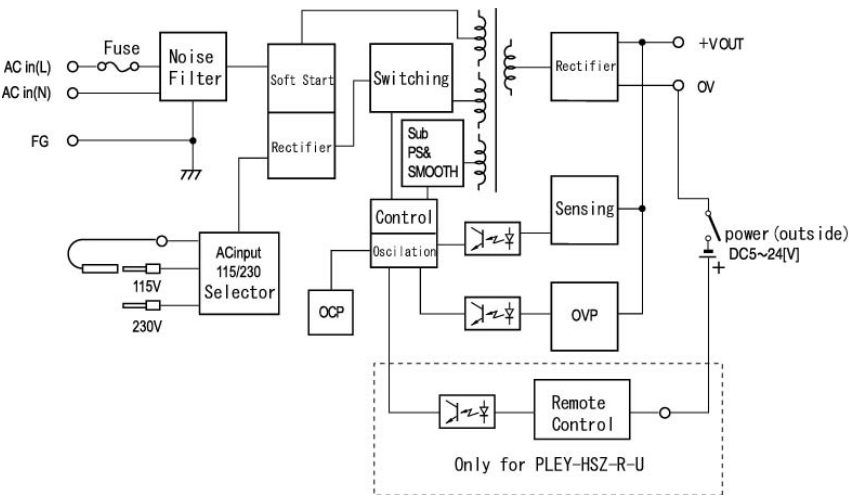 Fuse
AC in(L)
AC in(N)
FG
Noise
Filter
Soft Start
Rectifier
Switching
Sub
PS&
SMOOTH
Control
Oscilation
OCP
ACinput
115/230
Selector
115V
230V
Rectifier
+V OUT
0V
Sensing
OVP
power(outside)
DC5~24[V]
+
Remote
Control
Only for PLEY-HSZ-R-U